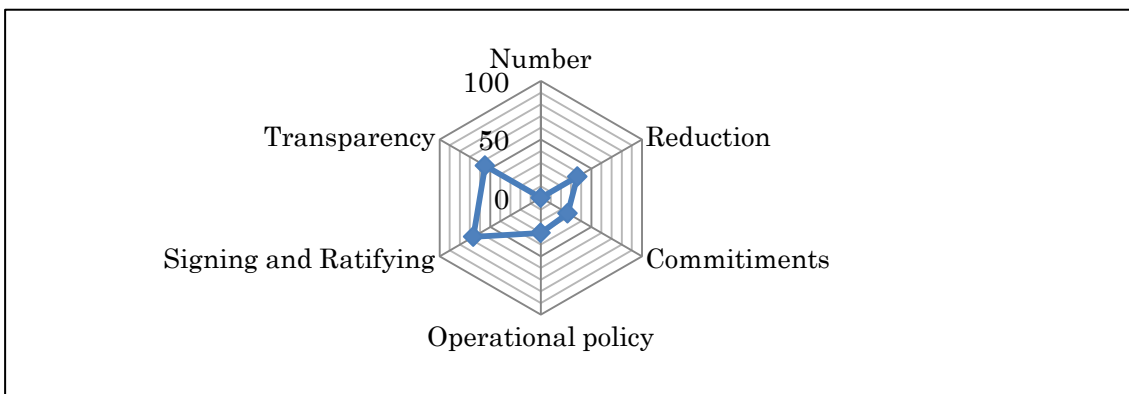 Number
100
Transparency
50
Reduction
0
Signing and Ratifying
Commitiments
Operational policy